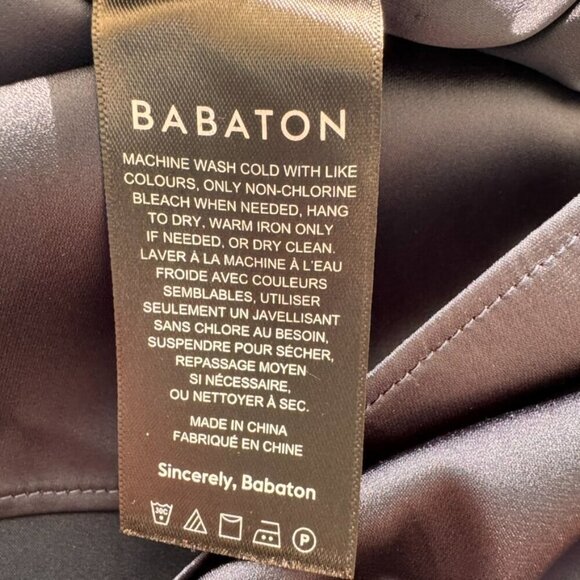 BABATON
MACHINE WASH COLD WITH LIKE
COLOURS, ONLY NON-CHLORINE
BLEACH WHEN NEEDED, HANG
TO DRY, WARM IRON ONLY
IF NEEDED, OR DRY CLEAN.
LAVER À LA MACHINE À L'EAU
FROIDE AVEC COULEURS
SEMBLABLES, UTILISER
SEULEMENT UN JAVELLISANT
SANS CHLORE AU BESOIN,
SUSPENDRE POUR SÉCHER,
REPASSAGE MOYEN
SI NÉCESSAIRE,
OU NETTOYER À SEC.
MADE IN CHINA
FABRIQUÉ EN CHINE
Sincerely, Babaton
30C P